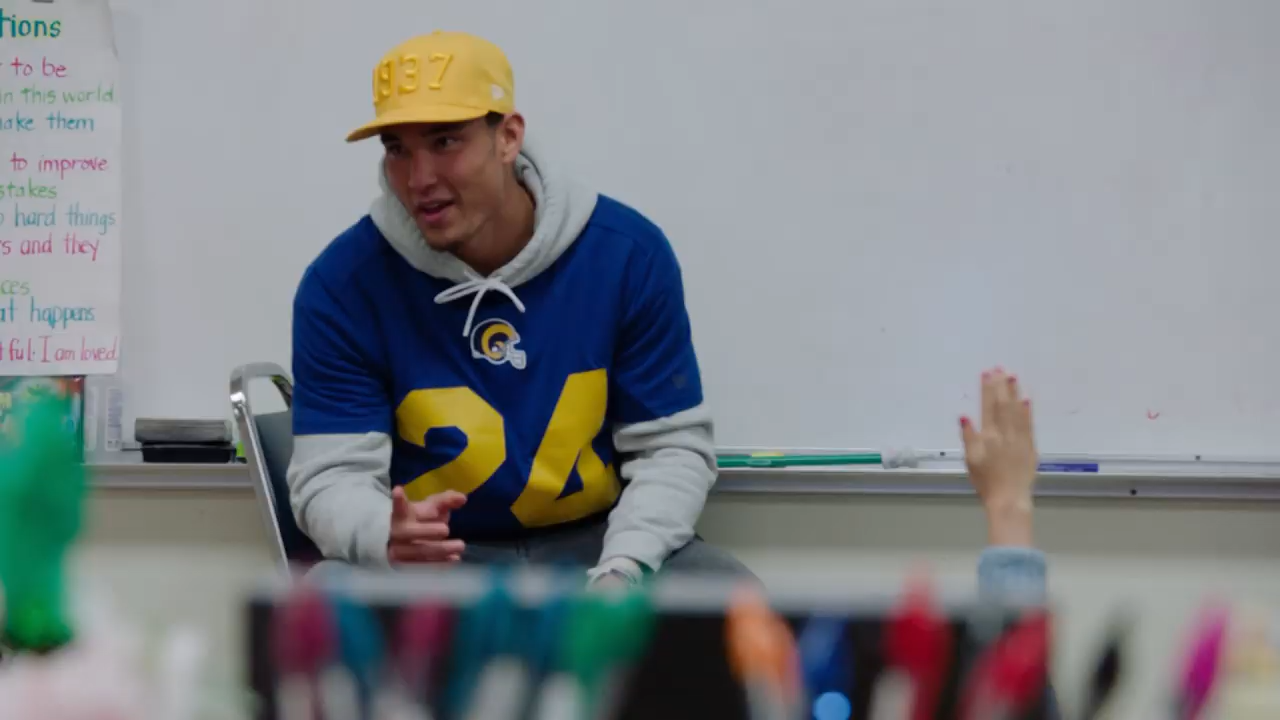 tions
to be
in this world
ake them
to improve
stakes
hard things
s and they
ces
at happens
tful. I am loved
1937
24